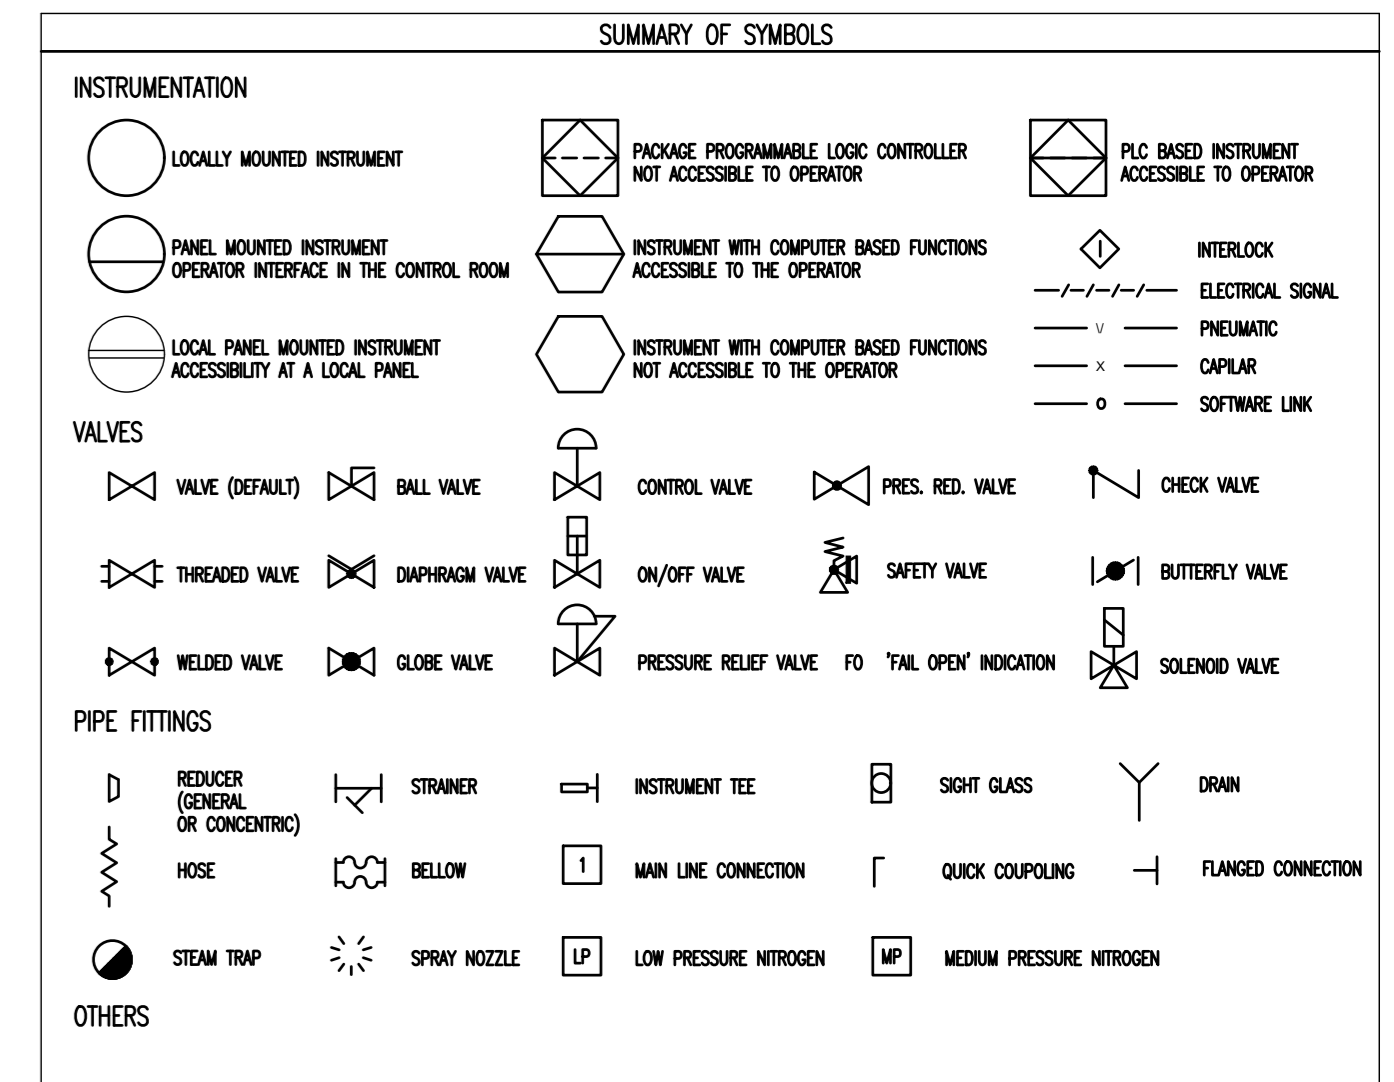 SUMMARY OF SYMBOLS
INSTRUMENTATION
LOCALLY MOUNTED INSTRUMENT
PACKAGE PROGRAMMABLE LOGIC CONTROLLER
NOT ACCESSIBLE TO OPERATOR
PLC BASED INSTRUMENT
ACCESSIBLE TO OPERATOR
PANEL MOUNTED INSTRUMENT
OPERATOR INTERFACE IN THE CONTROL ROOM
INSTRUMENT WITH COMPUTER BASED FUNCTIONS
ACCESSIBLE TO THE OPERATOR
I
INTERLOCK
ELECTRICAL SIGNAL
V
PNEUMATIC
LOCAL PANEL MOUNTED INSTRUMENT
ACCESSIBILITY AT A LOCAL PANEL
INSTRUMENT WITH COMPUTER BASED FUNCTIONS
NOT ACCESSIBLE TO THE OPERATOR
X
CAPILAR
O
SOFTWARE LINK
VALVES
VALVE (DEFAULT)
BALL VALVE
CONTROL VALVE
PRES. RED. VALVE
CHECK VALVE
THREADED VALVE
DIAPHRAGM VALVE
ON/OFF VALVE
SAFETY VALVE
BUTTERFLY VALVE
WELDED VALVE
GLOBE VALVE
PRESSURE RELIEF VALVE
FO 'FAIL OPEN' INDICATION
SOLENOID VALVE
PIPE FITTINGS
REDUCER
(GENERAL
OR CONCENTRIC)
STRAINER
INSTRUMENT TEE
SIGHT GLASS
DRAIN
HOSE
BELLOW
1
MAIN LINE CONNECTION
QUICK COUPOLING
FLANGED CONNECTION
STEAM TRAP
SPRAY NOZZLE
LP
LOW PRESSURE NITROGEN
MP
MEDIUM PRESSURE NITROGEN
OTHERS